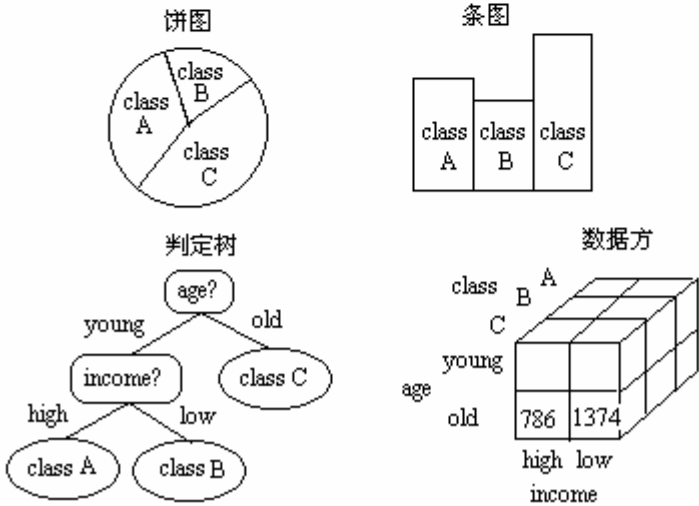 饼图
class
B
class
A
class
C
条图
class
A
class
B
class
C
判定树
age?
young
old
income?
class C
high
low
class A
class B
数据方
A
class
B
C
young
age
old
786
1374
high low
income